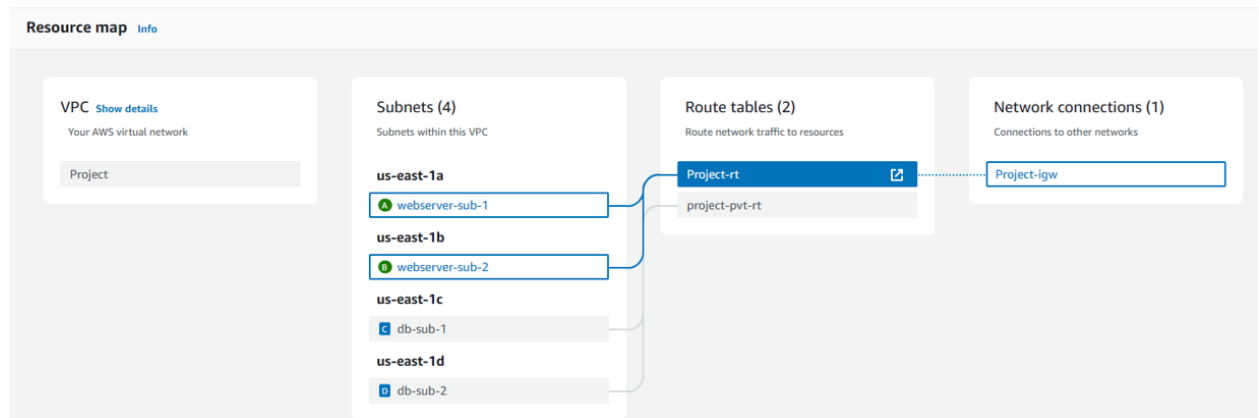 Resource map Info
VPC Show details
Your AWS virtual network
Project
Subnets (4)
Subnets within this VPC
us-east-1a
A webserver-sub-1
us-east-1b
B webserver-sub-2
us-east-1c
C db-sub-1
us-east-1d
D db-sub-2
Route tables (2)
Route network traffic to resources
Project-rt
project-pvt-rt
Network connections (1)
Connections to other networks
Project-igw